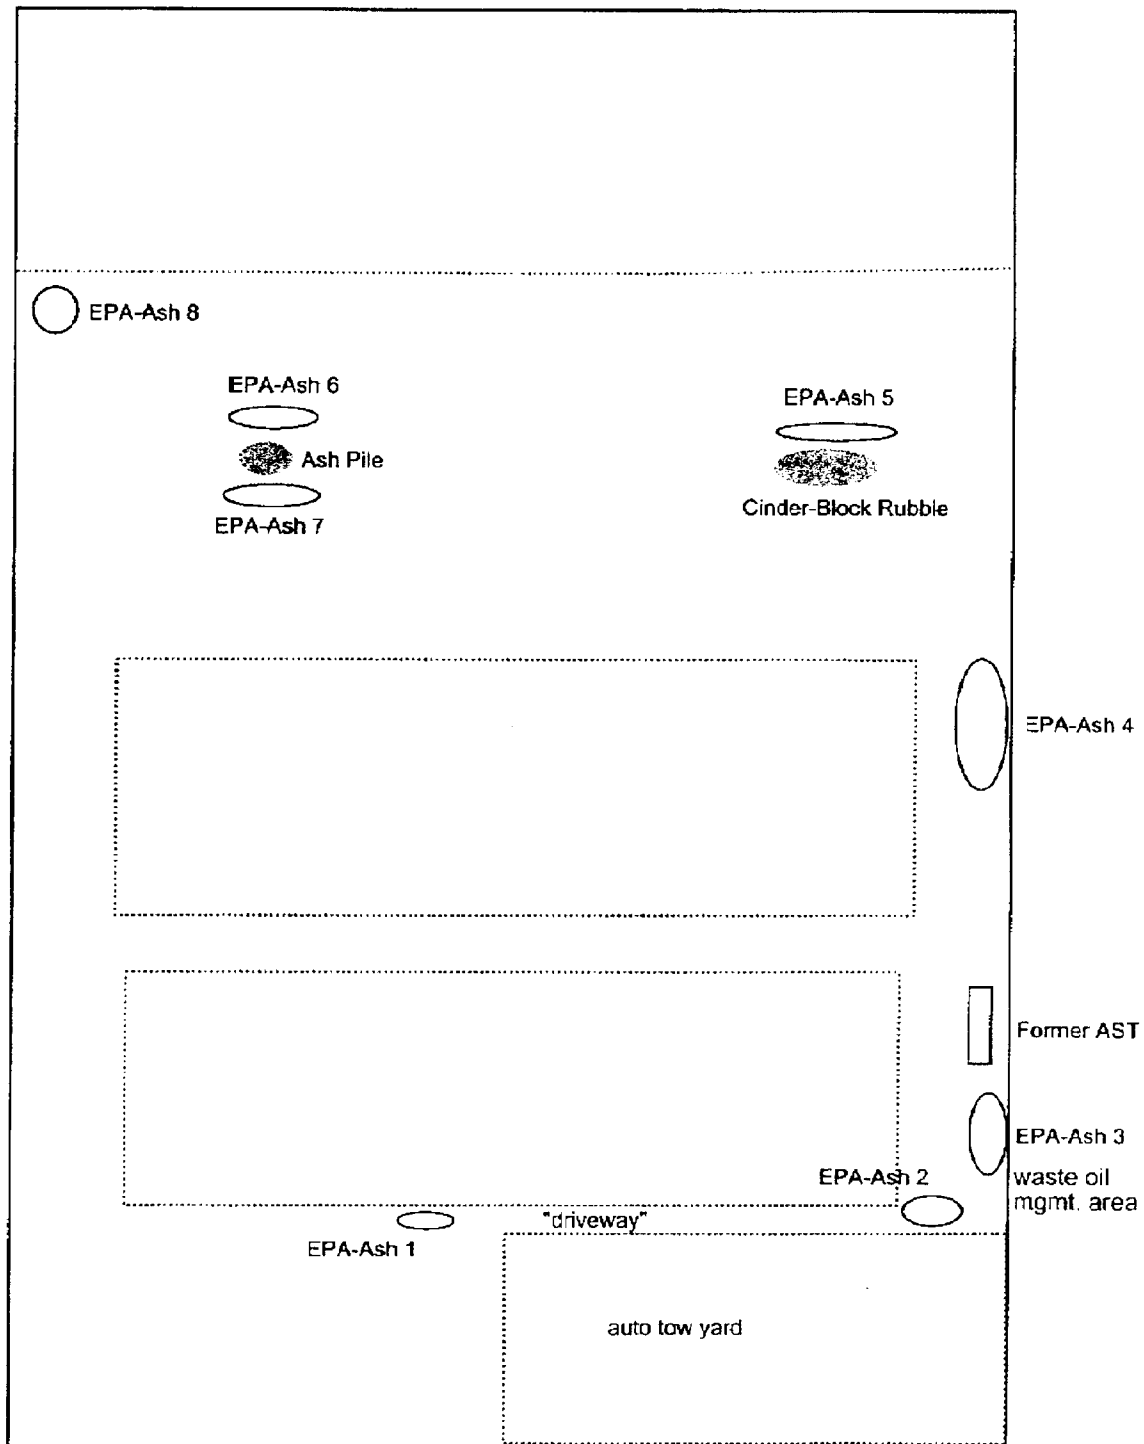 EPA-Ash 8
EPA-Ash 6
EPA-Ash 5
Ash Pile
Cinder-Block Rubble
EPA-Ash 7
EPA-Ash 4
Former AST
EPA-Ash 3
EPA-Ash 2
waste oil
mgmt. area
"driveway"
EPA-Ash 1
auto tow yard